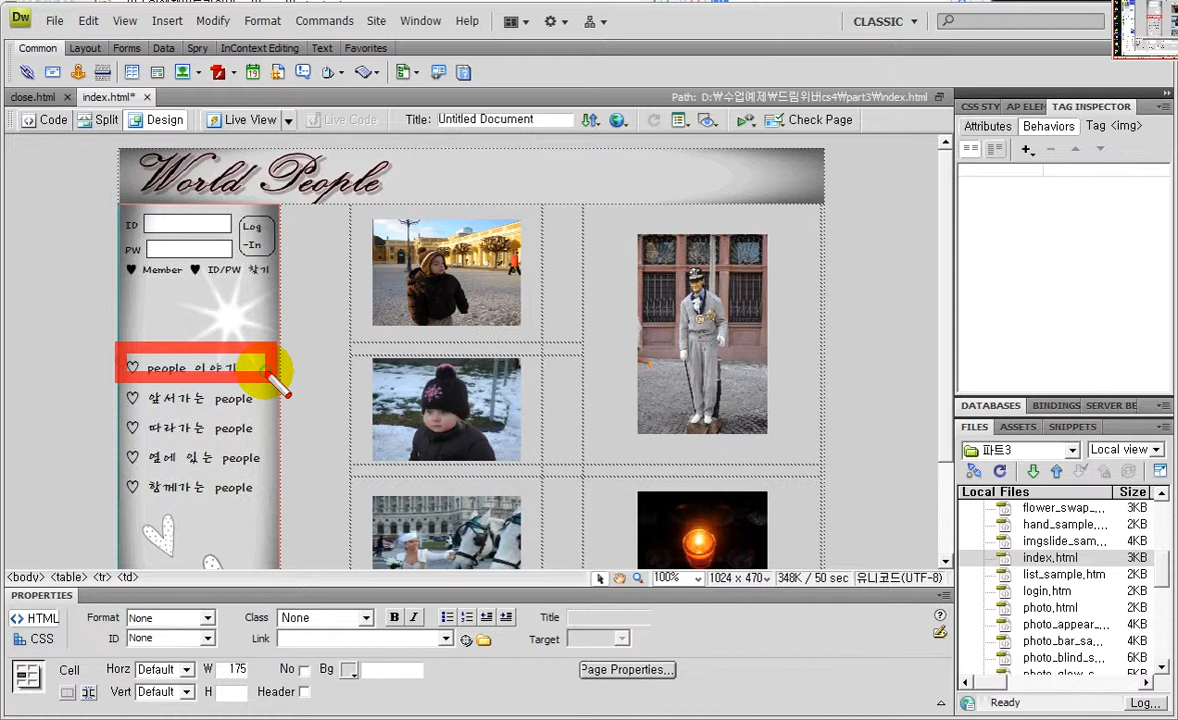 Dw File Edit View Insert Modify Format Commands Site Window Help CLASSIC
Common Layout Forms Data Spry InContext Editing Text Favorites
close.html index.html* Path: D:₩수업예제₩드림위버cs4₩part3₩index.html
Code Split Design Live View Live Code Title: Untitled Document Check Page
CSS STY AP ELEN TAG INSPECTOR
Attributes Behaviors Tag <img>
World People
ID Log
-In
PW
Member ID/PW 찾기
people 이야기
앞서가는 people
따라가는 people
옆에 있는 people
함께가는 people
DATABASES BINDINGS SERVER BE
FILES ASSETS SNIPPETS
파트3 Local view
Local Files Size
flower_swap_ 3KB
hand_sample,... 2KB
imgslide_sam... 4KB
index,html 3KB
list_sample,htm 2KB
login,htm 2KB
photo,html 2KB
photo_appear_ 4KB
photo_bar_sa... 4KB
photo_blind_s... 6KB
<body> <table> <tr> <td> 100% 1024 x 470 348K / 50 sec 유니코드(UTF-8)
PROPERTIES
HTML Format None Class None B I Title
CSS ID None Link Target
Cell Horz Default W 175 No Bg Page Properties...
Vert Default H Header
Ready Log...